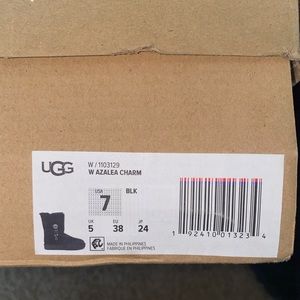 UGG
W / 1103129
W AZALEA CHARM
USA
7
BLK
UK EU JP
5 38 24
MADE IN PHILIPPINES
FABRIQUE EN PHILIPPINES
1 92410 01323 4